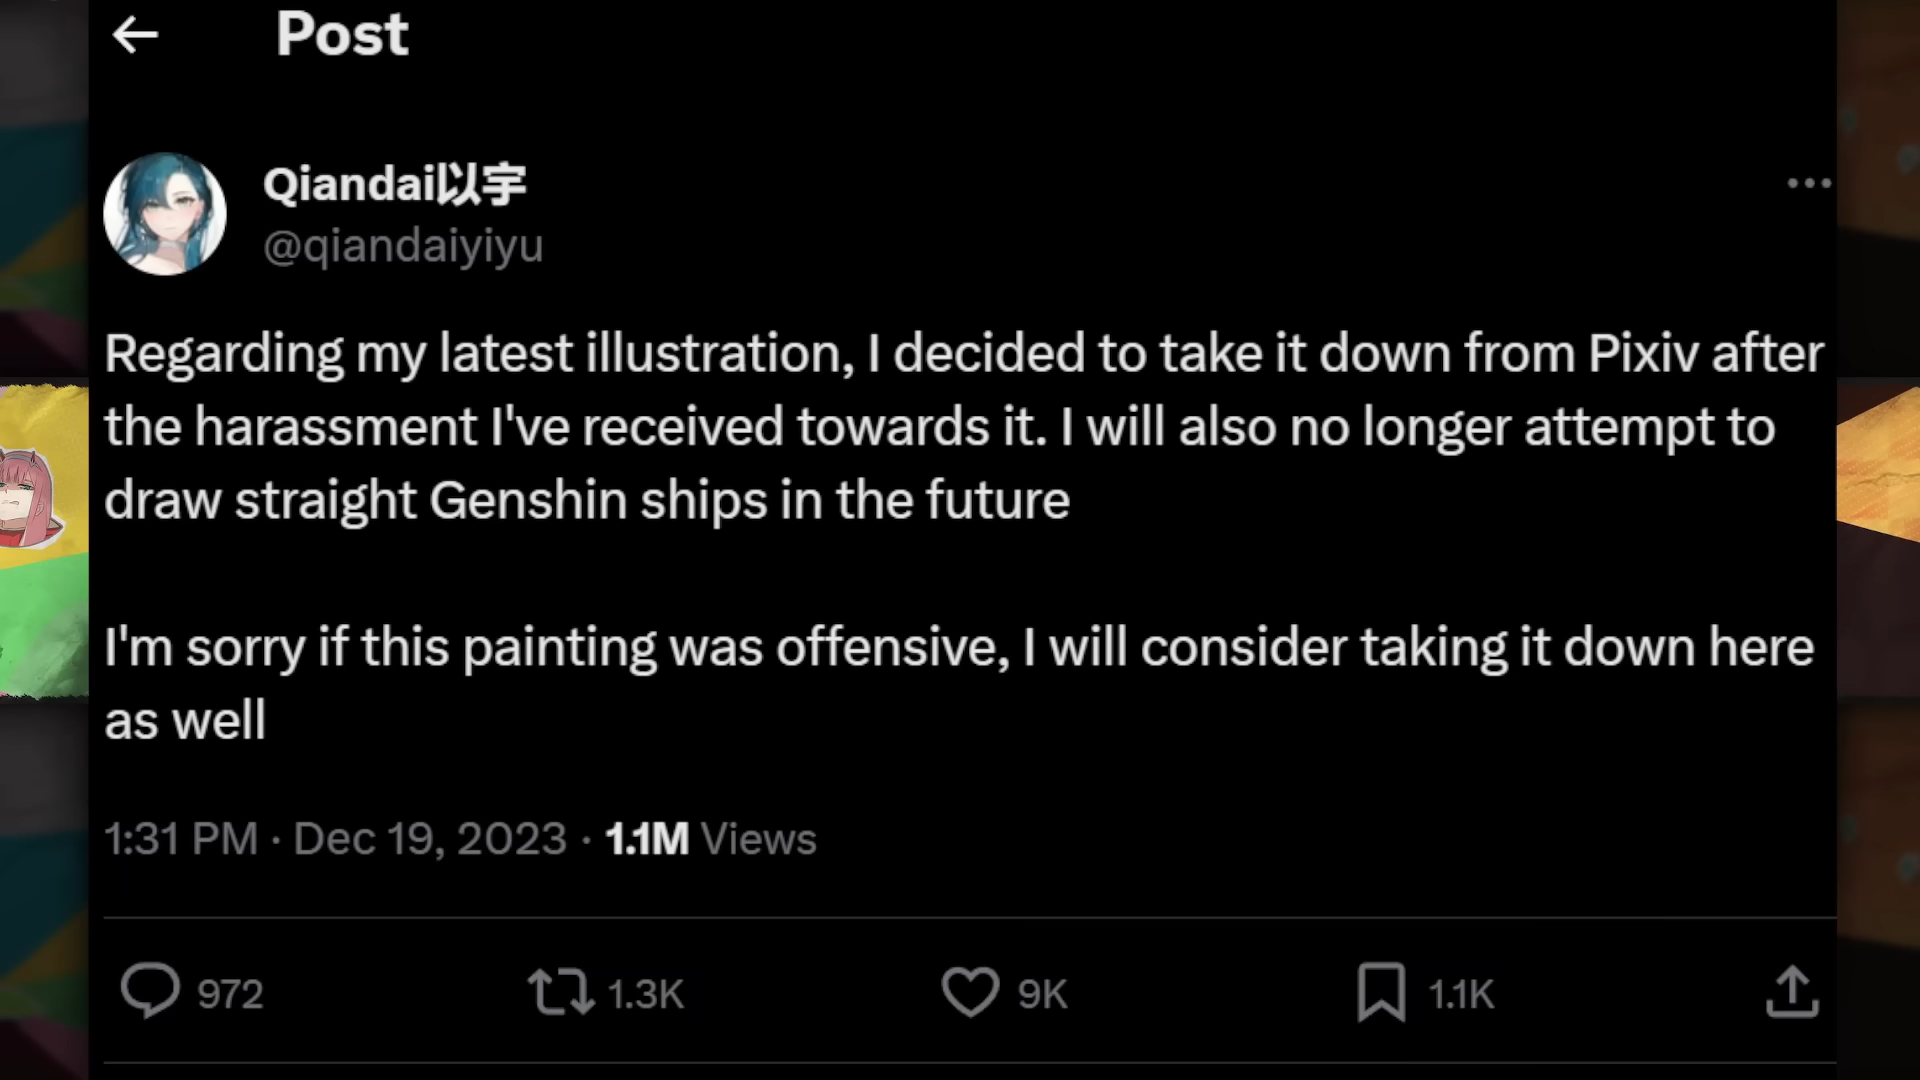 Post
Qiandai以宇
@qiandaiyiyu
Regarding my latest illustration, I decided to take it down from Pixiv after
the harassment I've received towards it. I will also no longer attempt to
draw straight Genshin ships in the future
I'm sorry if this painting was offensive, I will consider taking it down here
as well
1:31 PM · Dec 19, 2023 · 1.1M Views
972 1.3K 9K 1.1K